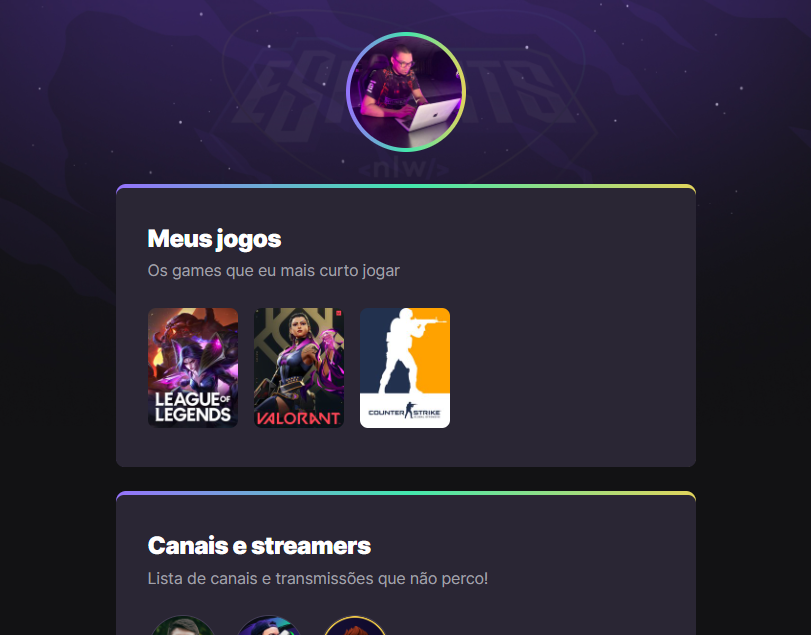 ESPORTS
<nlw/>
Meus jogos
Os games que eu mais curto jogar
LEAGUE OF
LEGENDS
VALORANT
COUNTER STRIKE
Canais e streamers
Lista de canais e transmissões que não perco!